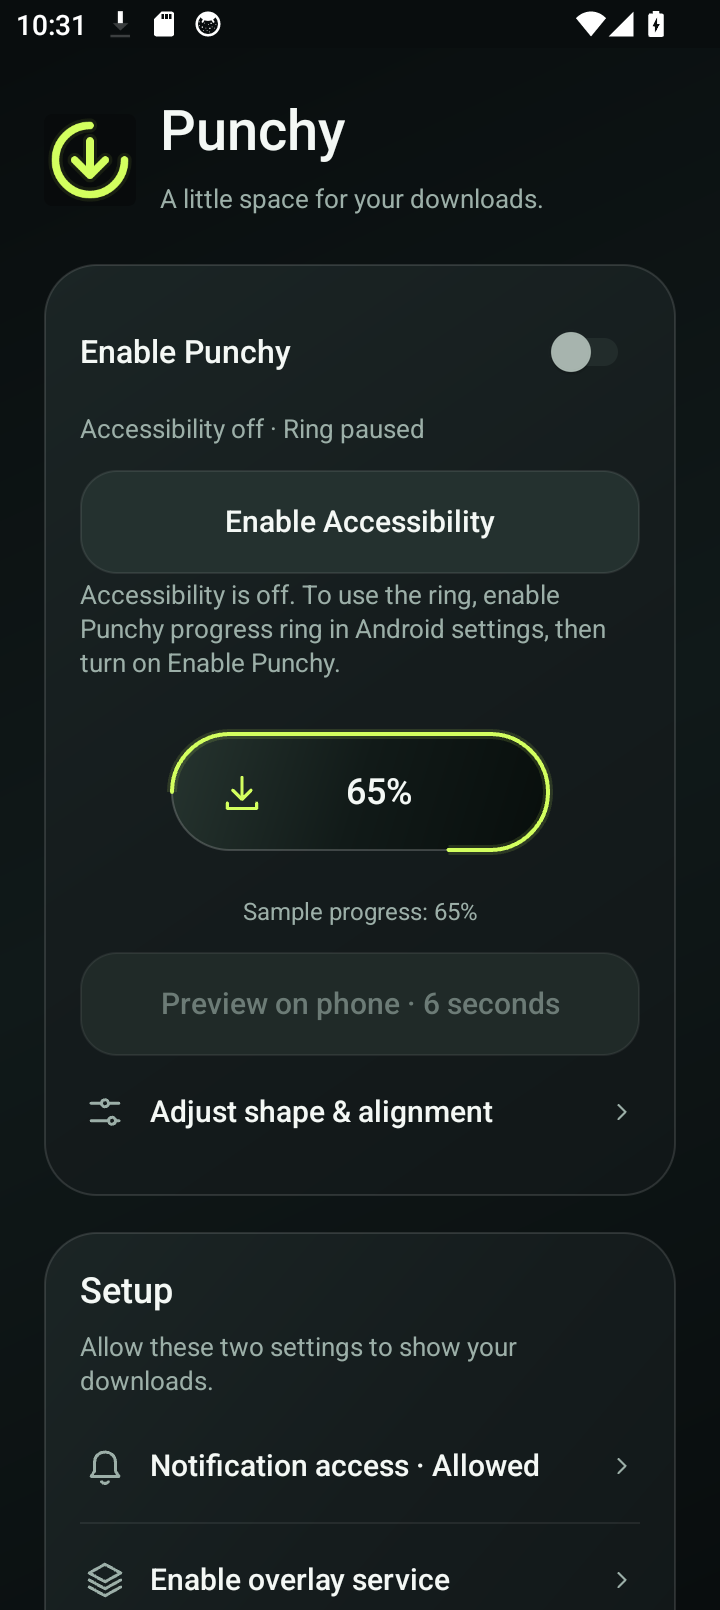 10:31
Punchy
A little space for your downloads.
Enable Punchy
Accessibility off · Ring paused
Enable Accessibility
Accessibility is off. To use the ring, enable
Punchy progress ring in Android settings, then
turn on Enable Punchy.
65%
Sample progress: 65%
Preview on phone · 6 seconds
Adjust shape & alignment
Setup
Allow these two settings to show your
downloads.
Notification access · Allowed
Enable overlay service